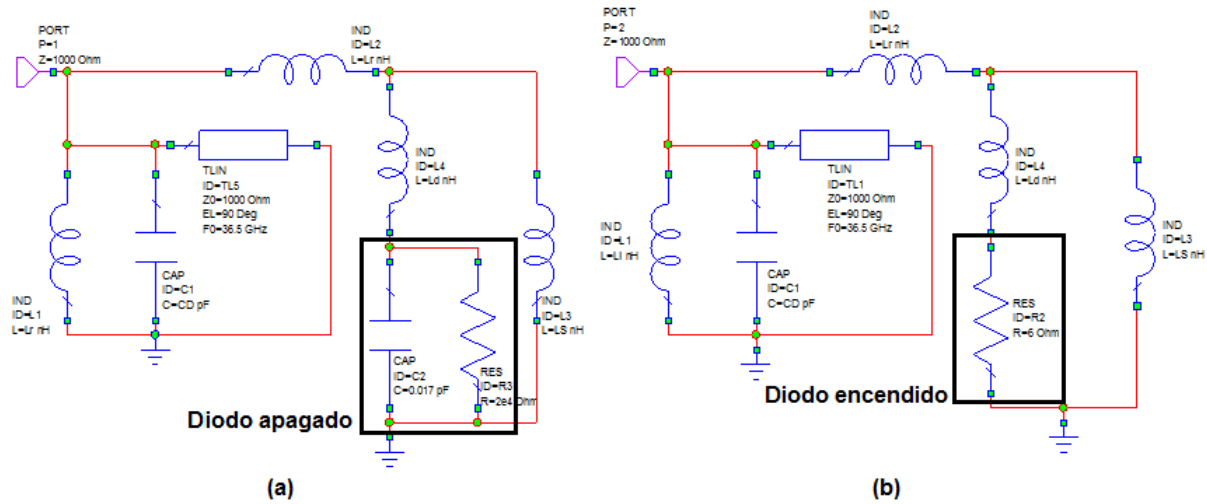 PORT
P=1
Z=1000 Ohm
IND
ID=L2
L=Lr nH
IND
ID=L4
L=Ld nH
TLIN
ID=TL5
Z0=1000 Ohm
EL=90 Deg
F0=36.5 GHz
IND
ID=L1
L=Lr nH
CAP
ID=C1
C=CD pF
CAP
ID=C2
C=0.017 pF
RES
ID=R3
R=2e4 Ohm
IND
ID=L3
L=LS nH
Diodo apagado
(a)
PORT
P=2
Z=1000 Ohm
IND
ID=L2
L=Lr nH
IND
ID=L4
L=Ld nH
TLIN
ID=TL1
Z0=1000 Ohm
EL=90 Deg
F0=36.5 GHz
IND
ID=L1
L=Ll nH
CAP
ID=C1
C=CD pF
RES
ID=R2
R=6 Ohm
IND
ID=L3
L=LS nH
Diodo encendido
(b)